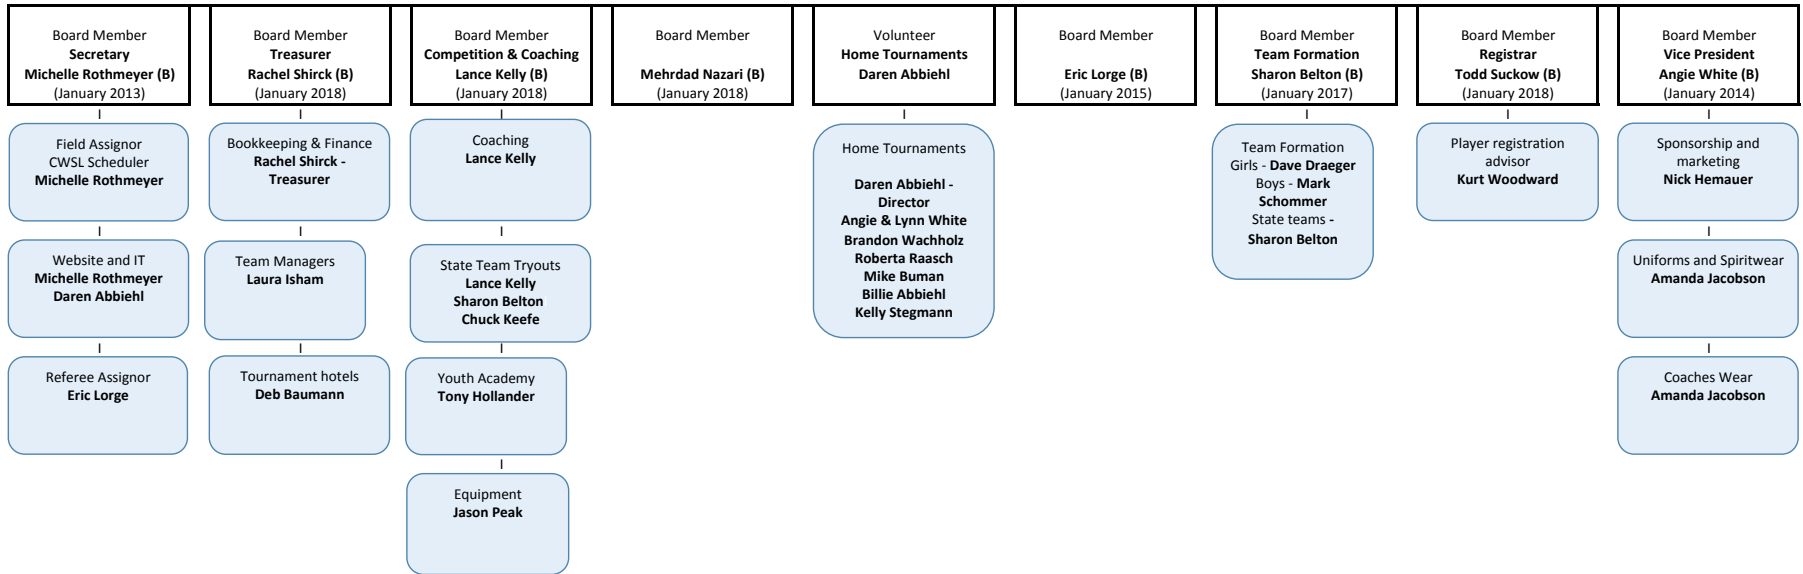 Board Member
Secretary
Michelle Rothmeyer (B)
(January 2013)
Field Assignor
CWSL Scheduler
Michelle Rothmeyer
Website and IT
Michelle Rothmeyer
Daren Abbiehl
Referee Assignor
Eric Lorge
Board Member
Treasurer
Rachel Shirck (B)
(January 2018)
Bookkeeping & Finance
Rachel Shirck -
Treasurer
Team Managers
Laura Isham
Tournament hotels
Deb Baumann
Board Member
Competition & Coaching
Lance Kelly (B)
(January 2018)
Coaching
Lance Kelly
State Team Tryouts
Lance Kelly
Sharon Belton
Chuck Keefe
Youth Academy
Tony Hollander
Equipment
Jason Peak
Board Member
Mehrdad Nazari (B)
(January 2018)
Volunteer
Home Tournaments
Daren Abbiehl
Home Tournaments
Daren Abbiehl -
Director
Angie & Lynn White
Brandon Wachholz
Roberta Raasch
Mike Buman
Billie Abbiehl
Kelly Stegmann
Board Member
Eric Lorge (B)
(January 2015)
Board Member
Team Formation
Sharon Belton (B)
(January 2017)
Team Formation
Girls - Dave Draeger
Boys - Mark
Schommer
State teams -
Sharon Belton
Board Member
Registrar
Todd Suckow (B)
(January 2018)
Player registration
advisor
Kurt Woodward
Board Member
Vice President
Angie White (B)
(January 2014)
Sponsorship and
marketing
Nick Hemauer
Uniforms and Spiritwear
Amanda Jacobson
Coaches Wear
Amanda Jacobson